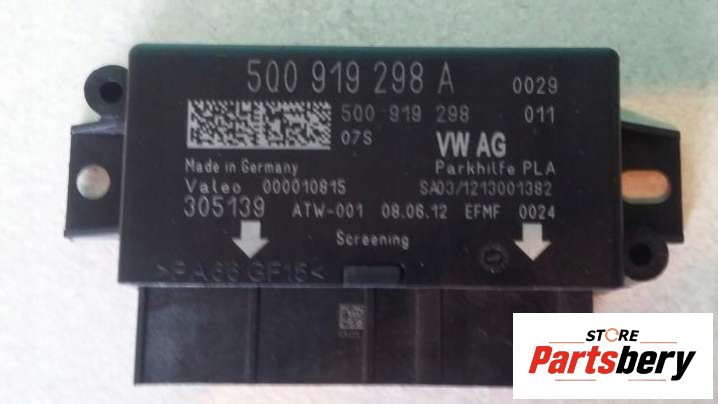 5Q0 919 298 A 0029
5Q0 919 298 011
07S VW AG
Made in Germany Parkhilfe PLA
Valeo 000010815 SA03/1213001382
305139 ATW-001 08.06.12 EFMF 0024
Screening
>PA66 GF15<
STORE
Partsbery